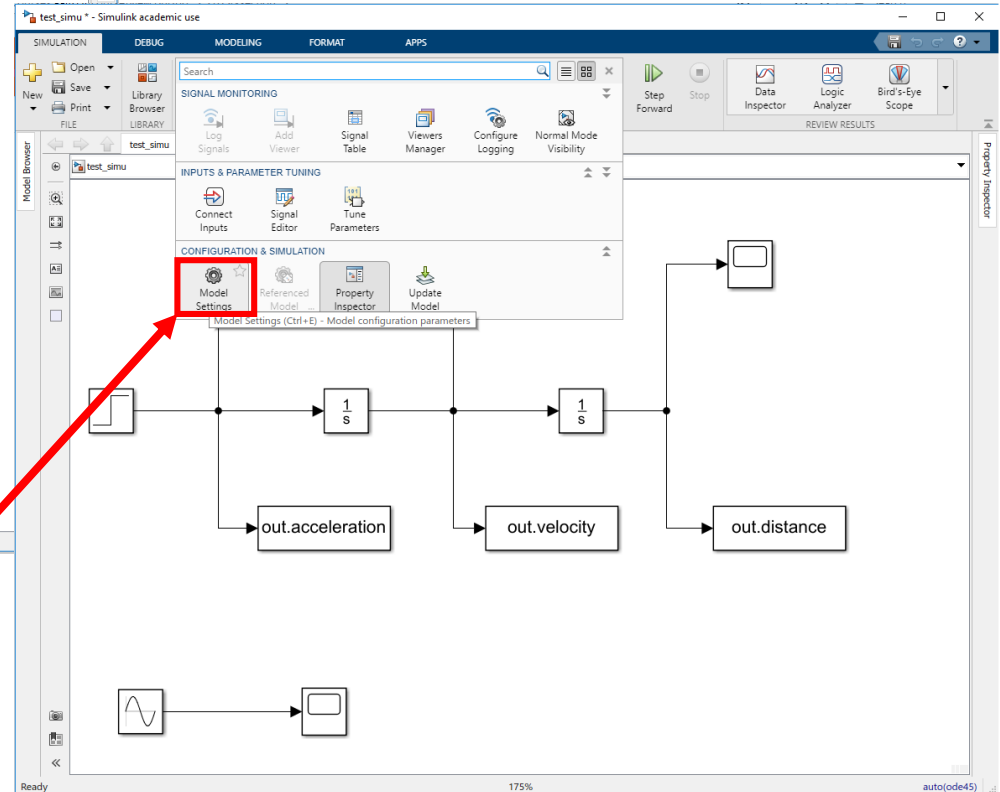 test_simu * - Simulink academic use
SIMULATION DEBUG MODELING FORMAT APPS
New
Open
Save
Print
FILE
Library
Browser
LIBRARY
Search
SIGNAL MONITORING
Log
Signals
Add
Viewer
Signal
Table
Viewers
Manager
Configure
Logging
Normal Mode
Visibility
INPUTS & PARAMETER TUNING
Connect
Inputs
Signal
Editor
Tune
Parameters
CONFIGURATION & SIMULATION
Model
Settings
Referenced
Model ...
Property
Inspector
Update
Model
Model Settings (Ctrl+E) - Model configuration parameters
Step
Forward
Stop
Data
Inspector
Logic
Analyzer
Bird's-Eye
Scope
REVIEW RESULTS
Model Browser
test_simu
test_simu
Property Inspector
1
s
1
s
out.acceleration
out.velocity
out.distance
Ready
175%
auto(ode45)